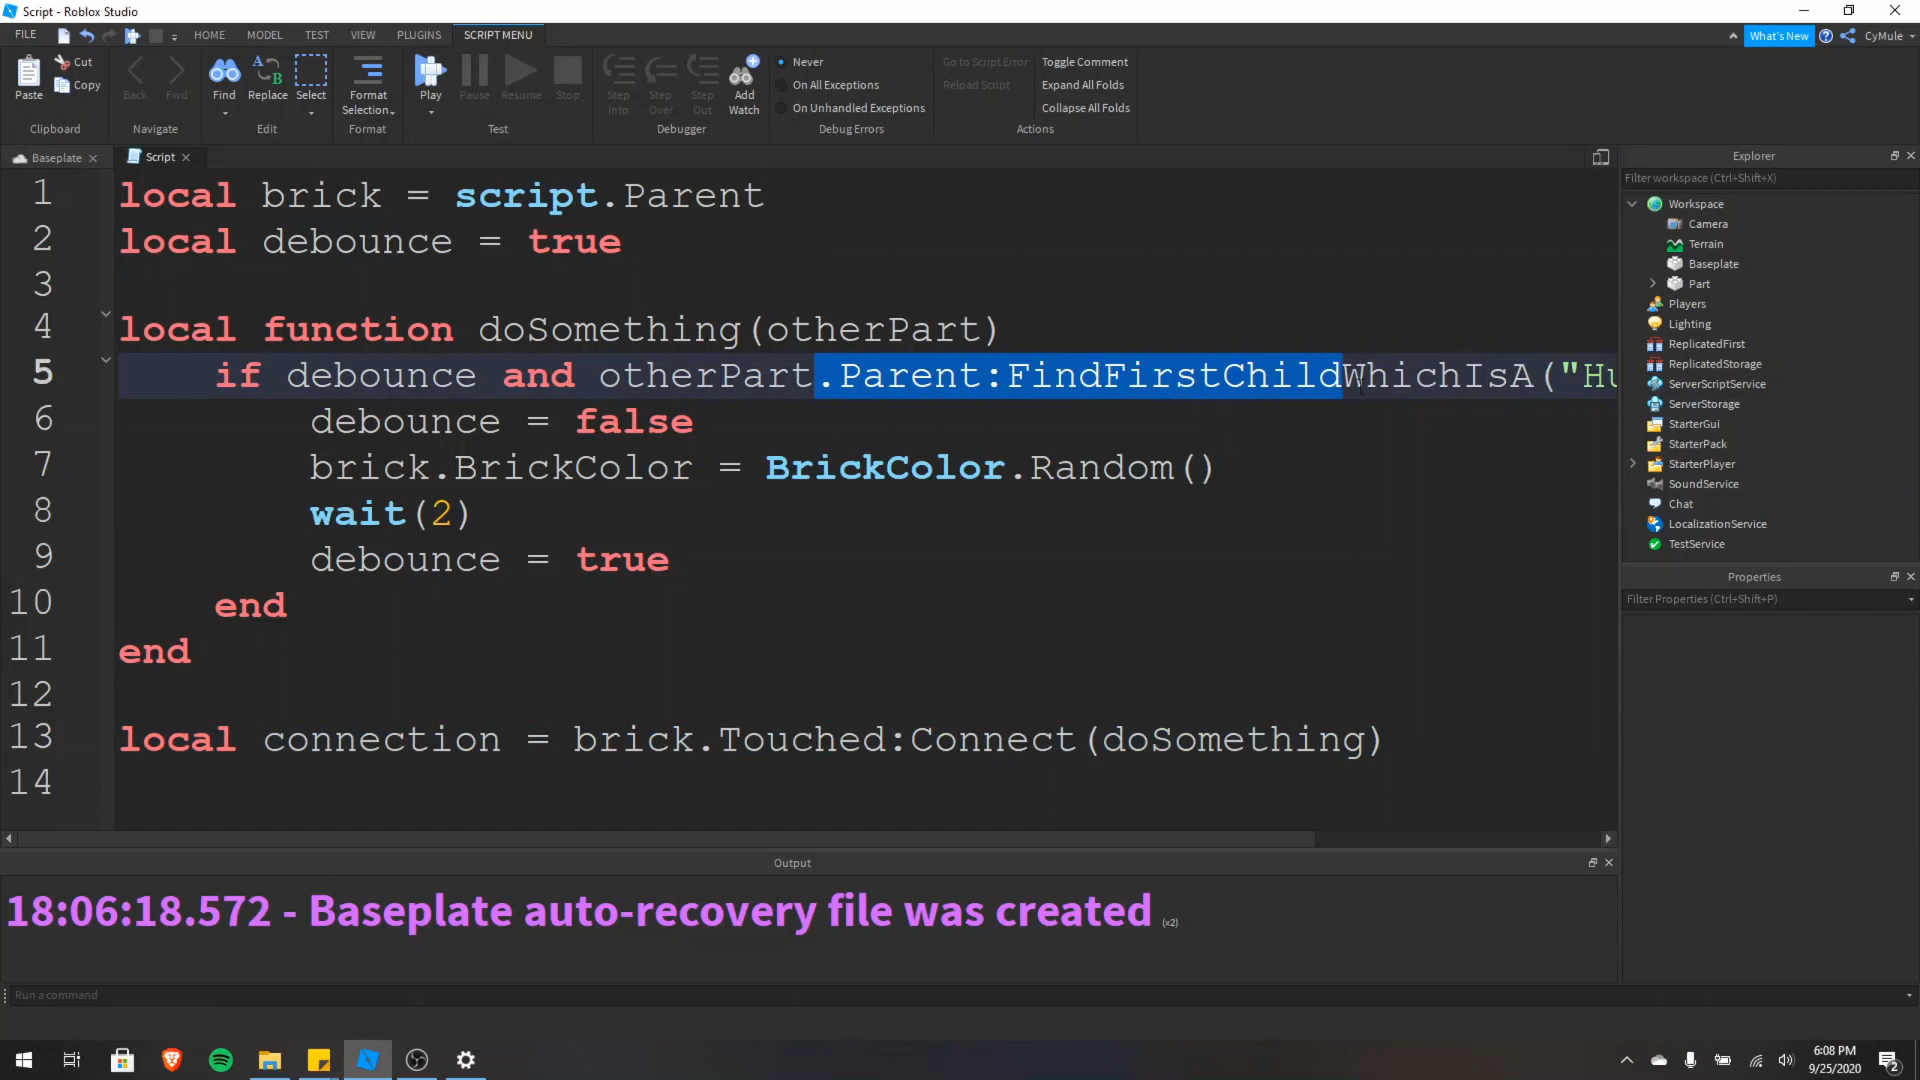 Script - Roblox Studio
FILE HOME MODEL TEST VIEW PLUGINS SCRIPT MENU What's New CyMule
Paste Cut Copy Back Fwd Find Replace Select Format Selection Play Pause Resume Stop Step Into Step Over Step Out Add Watch
Never Go to Script Error Toggle Comment
On All Exceptions Reload Script Expand All Folds
On Unhandled Exceptions Collapse All Folds
Clipboard Navigate Edit Format Test Debugger Debug Errors Actions
Baseplate Script
1 local brick = script.Parent
2 local debounce = true
3
4 local function doSomething(otherPart)
5 if debounce and otherPart.Parent:FindFirstChildWhichIsA("Hu
6 debounce = false
7 brick.BrickColor = BrickColor.Random()
8 wait(2)
9 debounce = true
10 end
11 end
12
13 local connection = brick.Touched:Connect(doSomething)
14
Explorer
Filter workspace (Ctrl+Shift+X)
Workspace
Camera
Terrain
Baseplate
Part
Players
Lighting
ReplicatedFirst
ReplicatedStorage
ServerScriptService
ServerStorage
StarterGui
StarterPack
StarterPlayer
SoundService
Chat
LocalizationService
TestService
Properties
Filter Properties (Ctrl+Shift+P)
Output
18:06:18.572 - Baseplate auto-recovery file was created (x2)
Run a command
6:08 PM
9/25/2020
2